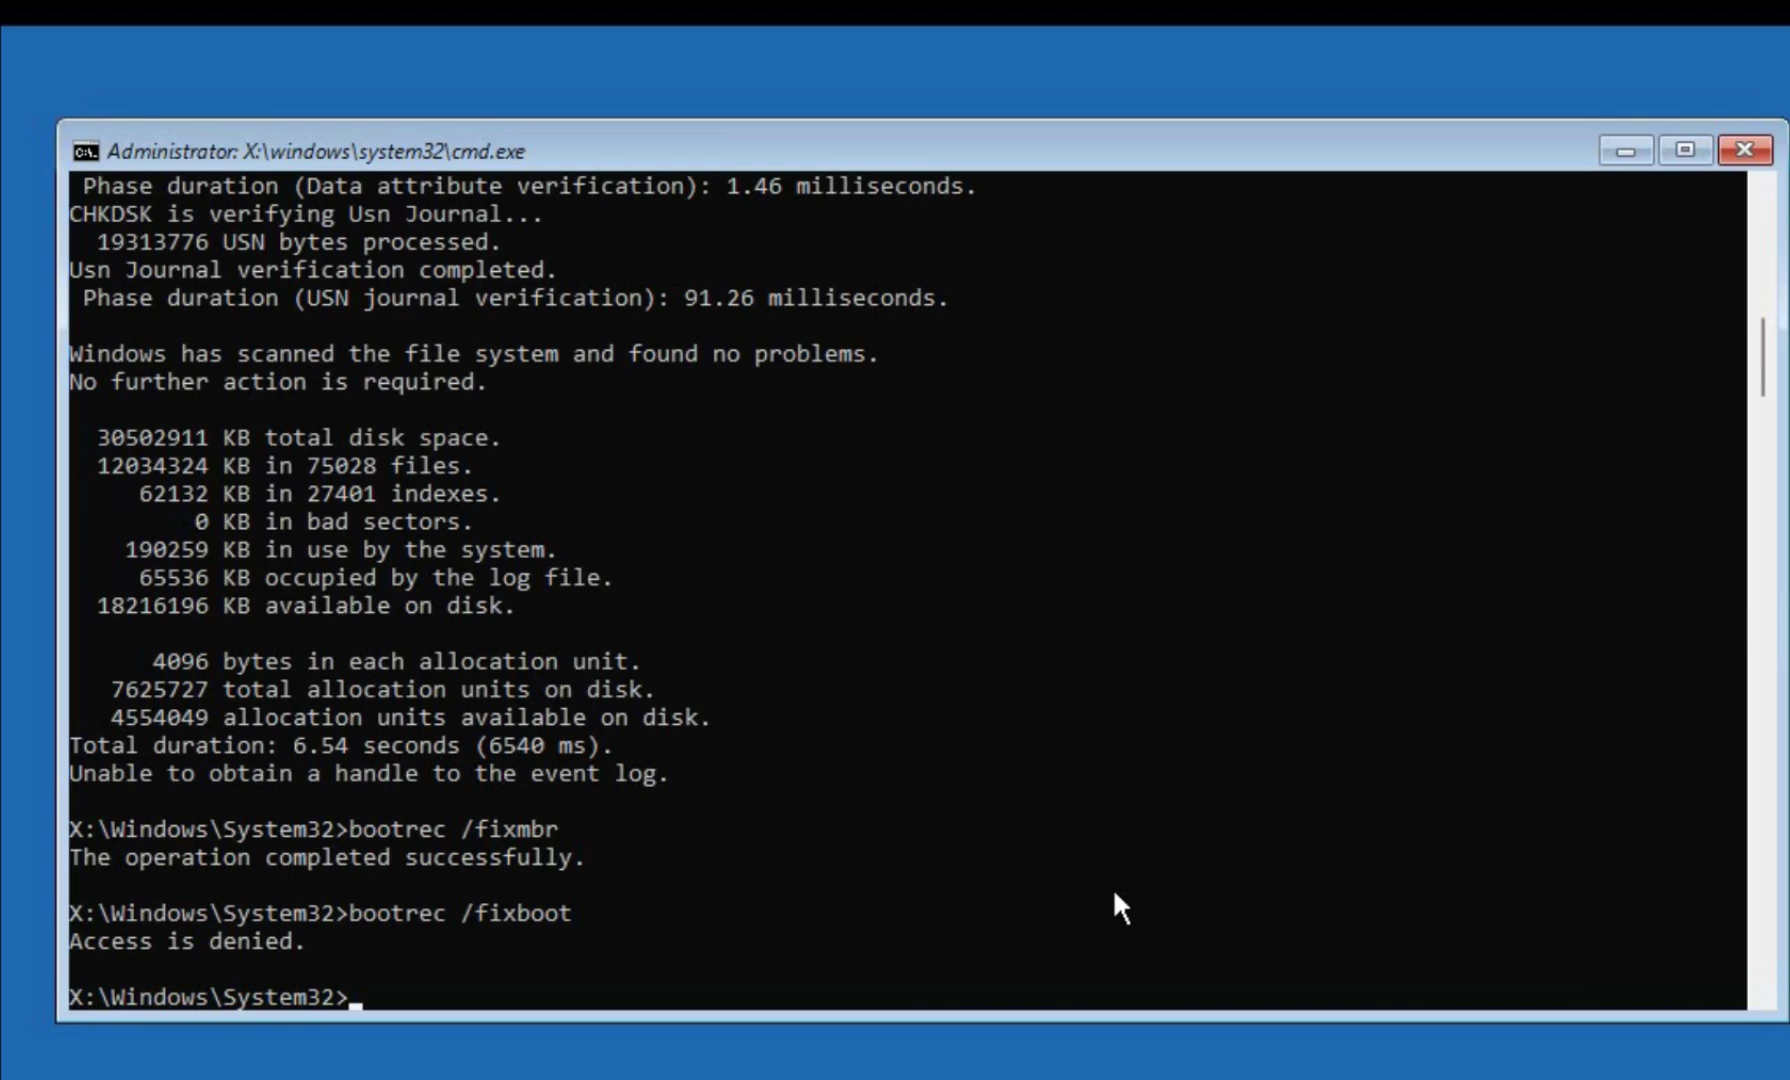 Administrator: X:\windows\system32\cmd.exe
Phase duration (Data attribute verification): 1.46 milliseconds.
CHKDSK is verifying Usn Journal...
19313776 USN bytes processed.
Usn Journal verification completed.
Phase duration (USN journal verification): 91.26 milliseconds.
Windows has scanned the file system and found no problems.
No further action is required.
30502911 KB total disk space.
12034324 KB in 75028 files.
62132 KB in 27401 indexes.
0 KB in bad sectors.
190259 KB in use by the system.
65536 KB occupied by the log file.
18216196 KB available on disk.
4096 bytes in each allocation unit.
7625727 total allocation units on disk.
4554049 allocation units available on disk.
Total duration: 6.54 seconds (6540 ms).
Unable to obtain a handle to the event log.
X:\Windows\System32>bootrec /fixmbr
The operation completed successfully.
X:\Windows\System32>bootrec /fixboot
Access is denied.
X:\Windows\System32>